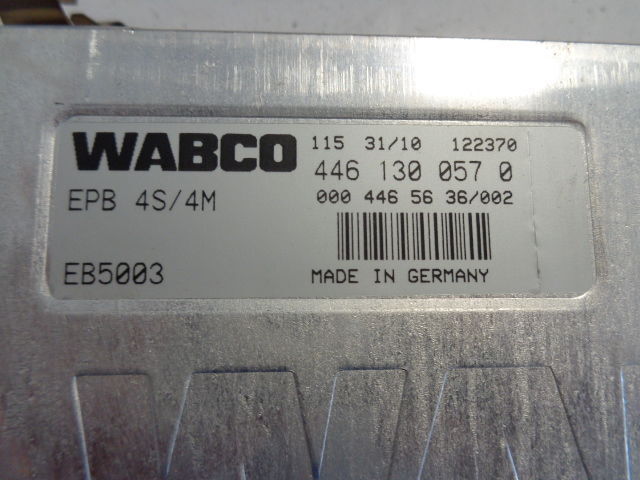 WABCO
115 31/10 122370
446 130 057 0
EPB 4S/4M
000 446 56 36/002
EB5003
MADE IN GERMANY